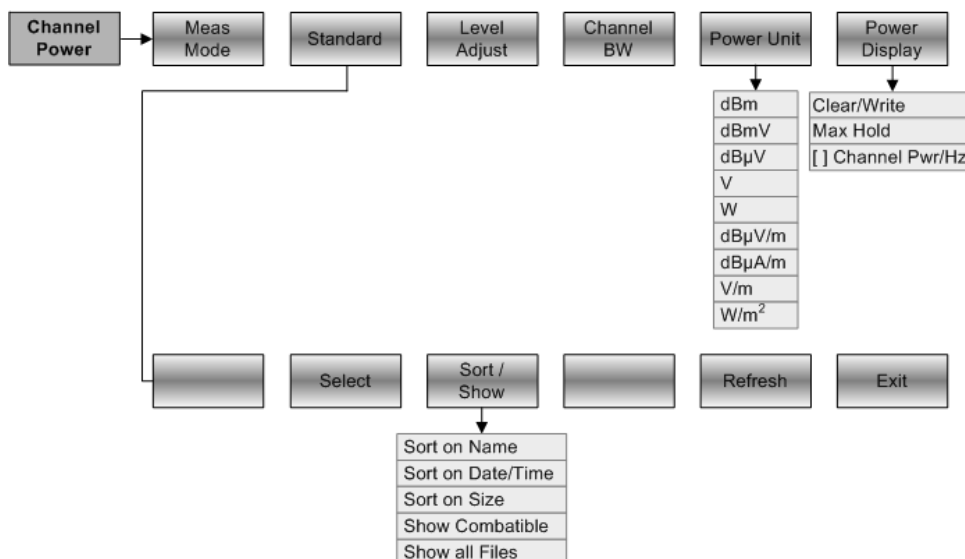 Channel
Power
Meas
Mode
Standard
Level
Adjust
Channel
BW
Power Unit
Power
Display
dBm
dBmV
dBµV
V
W
dBµV/m
dBµA/m
V/m
W/m²
Clear/Write
Max Hold
[ ] Channel Pwr/Hz
Select
Sort /
Show
Refresh
Exit
Sort on Name
Sort on Date/Time
Sort on Size
Show Combatible
Show all Files